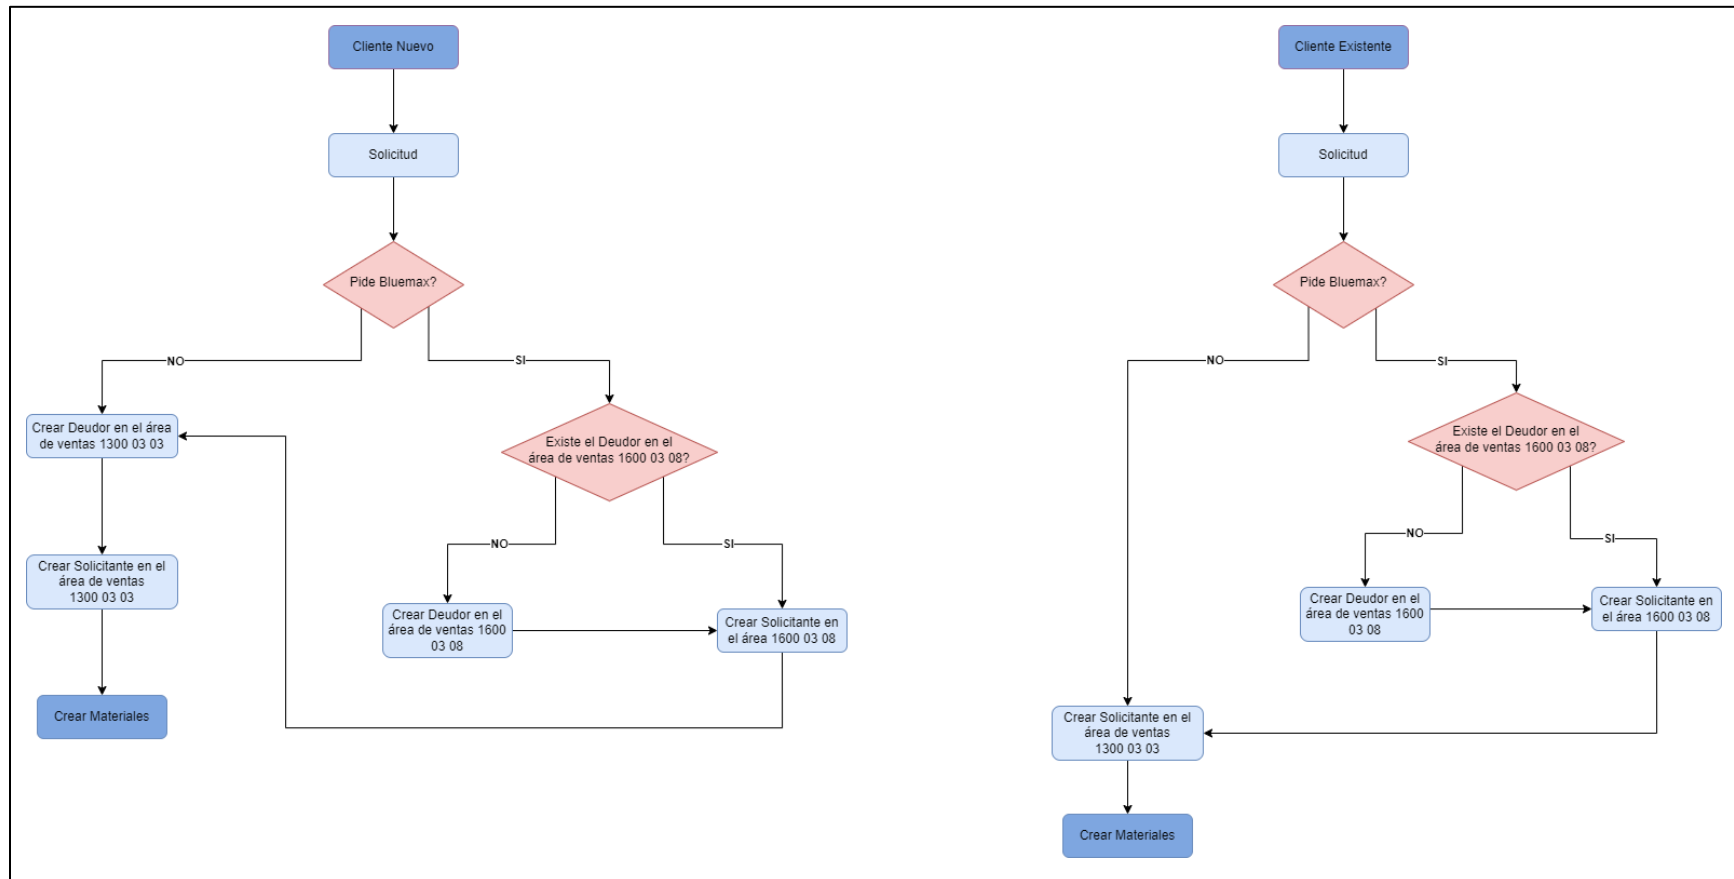 Cliente Nuevo
Solicitud
Pide Bluemax?
NO
SI
Crear Deudor en el área
de ventas 1300 03 03
Existe el Deudor en el
área de ventas 1600 03 08?
NO
SI
Crear Solicitante en el
área de ventas
1300 03 03
Crear Deudor en el
área de ventas 1600
03 08
Crear Solicitante en
el área 1600 03 08
Crear Materiales
Cliente Existente
Solicitud
Pide Bluemax?
NO
SI
Existe el Deudor en el
área de ventas 1600 03 08?
NO
SI
Crear Deudor en el
área de ventas 1600
03 08
Crear Solicitante en
el área 1600 03 08
Crear Solicitante en el
área de ventas
1300 03 03
Crear Materiales